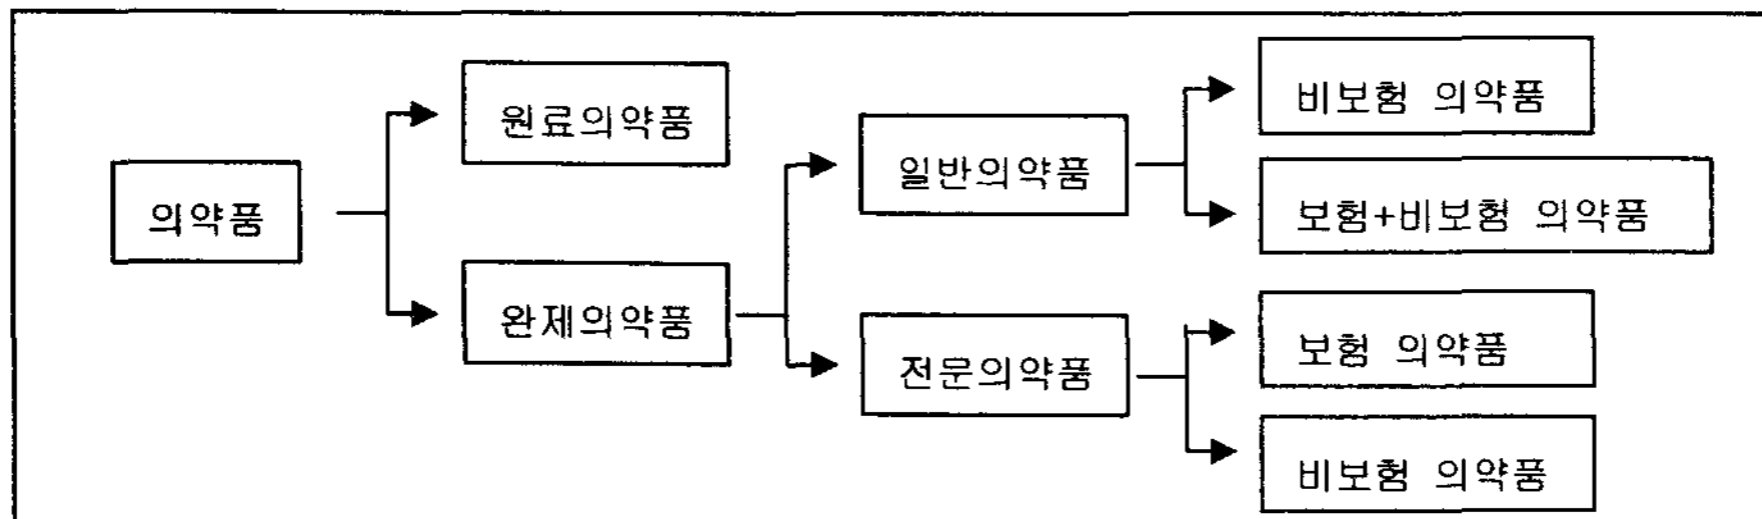 의약품
원료의약품
완제의약품
일반의약품
전문의약품
비보험 의약품
보험+비보험 의약품
보험 의약품
비보험 의약품